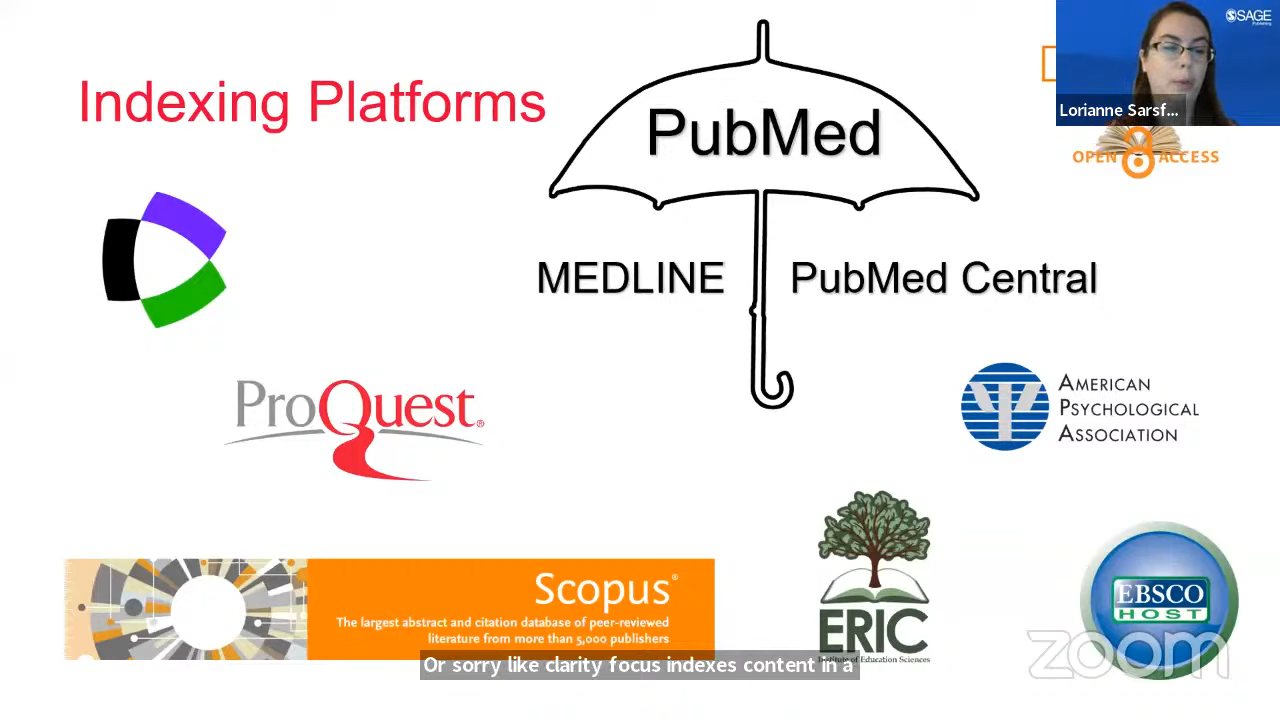 Indexing Platforms
PubMed
SAGE
Publishing
Lorianne Sarsf...
OPEN ACCESS
MEDLINE
PubMed Central
ProQuest®
AMERICAN
PSYCHOLOGICAL
ASSOCIATION
Scopus®
The largest abstract and citation database of peer-reviewed
literature from more than 5,000 publishers
ERIC
Institute of Education Sciences
EBSCO
HOST
zoom
Or sorry like clarity focus indexes content in a